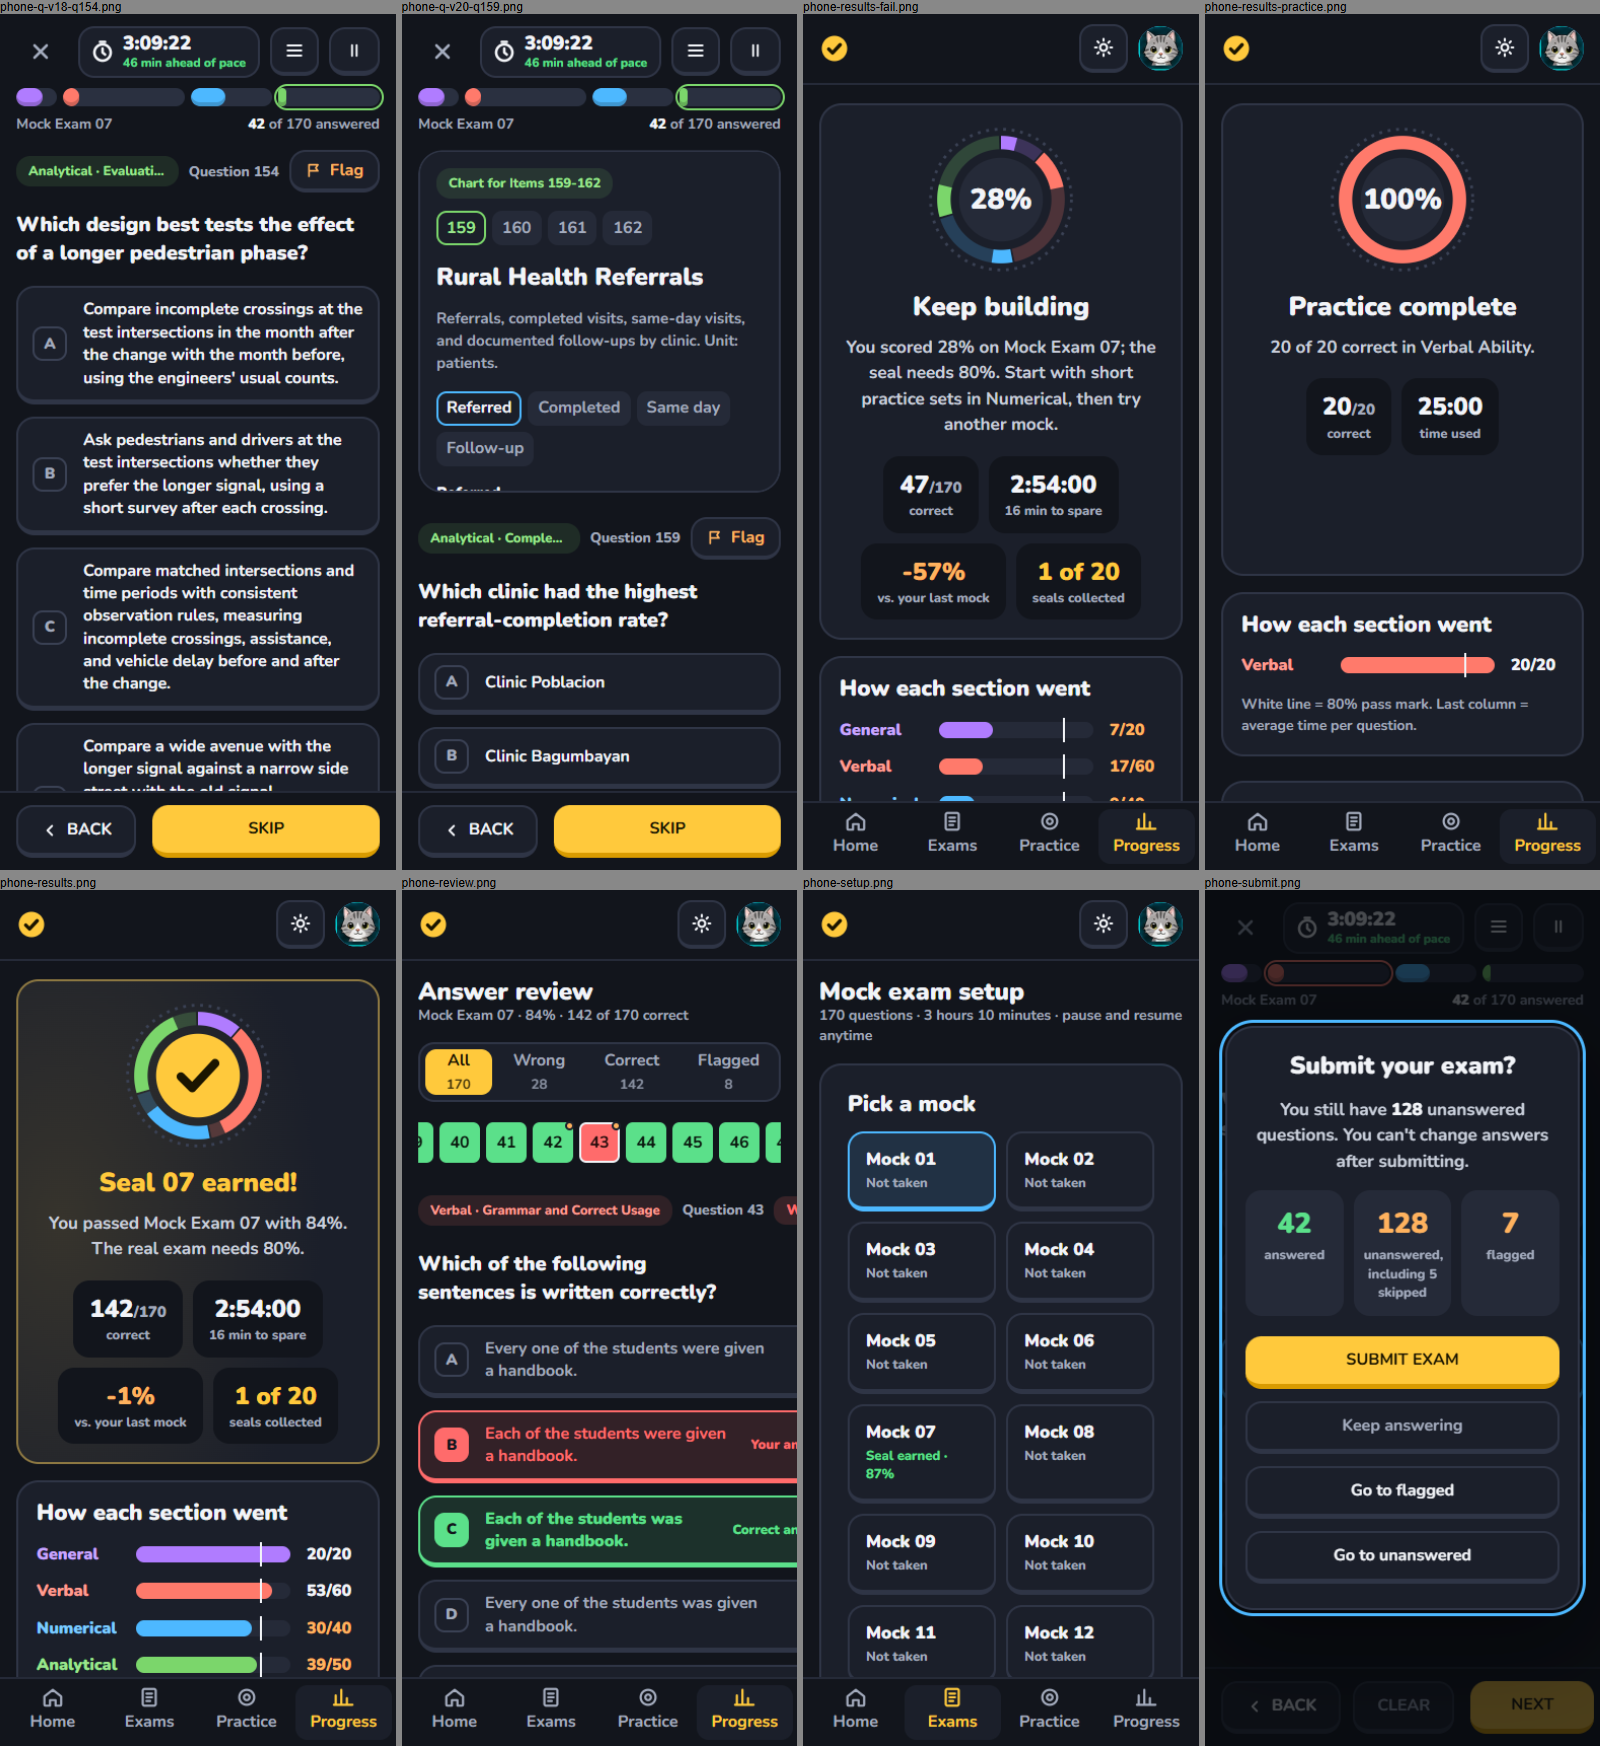 phone-q-v18-q154.png
3:09:22
46 min ahead of pace
Mock Exam 07
42 of 170 answered
Analytical · Evaluati...
Question 154
Flag
Which design best tests the effect
of a longer pedestrian phase?
A
Compare incomplete crossings at the
test intersections in the month after
the change with the month before,
using the engineers' usual counts.
B
Ask pedestrians and drivers at the
test intersections whether they
prefer the longer signal, using a
short survey after each crossing.
C
Compare matched intersections and
time periods with consistent
observation rules, measuring
incomplete crossings, assistance,
and vehicle delay before and after
the change.
Compare a wide avenue with the
longer signal against a narrow side
street with the old signal
BACK
SKIP
phone-q-v20-q159.png
3:09:22
46 min ahead of pace
Mock Exam 07
42 of 170 answered
Chart for Items 159-162
159
160
161
162
Rural Health Referrals
Referrals, completed visits, same-day visits,
and documented follow-ups by clinic. Unit:
patients.
Referred
Completed
Same day
Follow-up
Referred
Analytical · Comple...
Question 159
Flag
Which clinic had the highest
referral-completion rate?
A
Clinic Poblacion
B
Clinic Bagumbayan
BACK
SKIP
phone-results-fail.png
28%
Keep building
You scored 28% on Mock Exam 07; the
seal needs 80%. Start with short
practice sets in Numerical, then try
another mock.
47/170
correct
2:54:00
16 min to spare
-57%
vs. your last mock
1 of 20
seals collected
How each section went
General
7/20
Verbal
17/60
Home
Exams
Practice
Progress
phone-results-practice.png
100%
Practice complete
20 of 20 correct in Verbal Ability.
20/20
correct
25:00
time used
How each section went
Verbal
20/20
White line = 80% pass mark. Last column =
average time per question.
Home
Exams
Practice
Progress
phone-results.png
Seal 07 earned!
You passed Mock Exam 07 with 84%.
The real exam needs 80%.
142/170
correct
2:54:00
16 min to spare
-1%
vs. your last mock
1 of 20
seals collected
How each section went
General
20/20
Verbal
53/60
Numerical
30/40
Analytical
39/50
Home
Exams
Practice
Progress
phone-review.png
Answer review
Mock Exam 07 · 84% · 142 of 170 correct
All
170
Wrong
28
Correct
142
Flagged
8
40
41
42
43
44
45
46
Verbal · Grammar and Correct Usage
Question 43
W
Which of the following
sentences is written correctly?
A
Every one of the students were given
a handbook.
B
Each of the students were given
a handbook.
Your an
C
Each of the students was
given a handbook.
Correct an
D
Every one of the students was given
a handbook.
Home
Exams
Practice
Progress
phone-setup.png
Mock exam setup
170 questions · 3 hours 10 minutes · pause and resume
anytime
Pick a mock
Mock 01
Not taken
Mock 02
Not taken
Mock 03
Not taken
Mock 04
Not taken
Mock 05
Not taken
Mock 06
Not taken
Mock 07
Seal earned ·
87%
Mock 08
Not taken
Mock 09
Not taken
Mock 10
Not taken
Mock 11
Not taken
Mock 12
Not taken
Home
Exams
Practice
Progress
phone-submit.png
3:09:22
46 min ahead of pace
Mock Exam 07
42 of 170 answered
Submit your exam?
You still have 128 unanswered
questions. You can't change answers
after submitting.
42
answered
128
unanswered,
including 5
skipped
7
flagged
SUBMIT EXAM
Keep answering
Go to flagged
Go to unanswered
BACK
CLEAR
NEXT